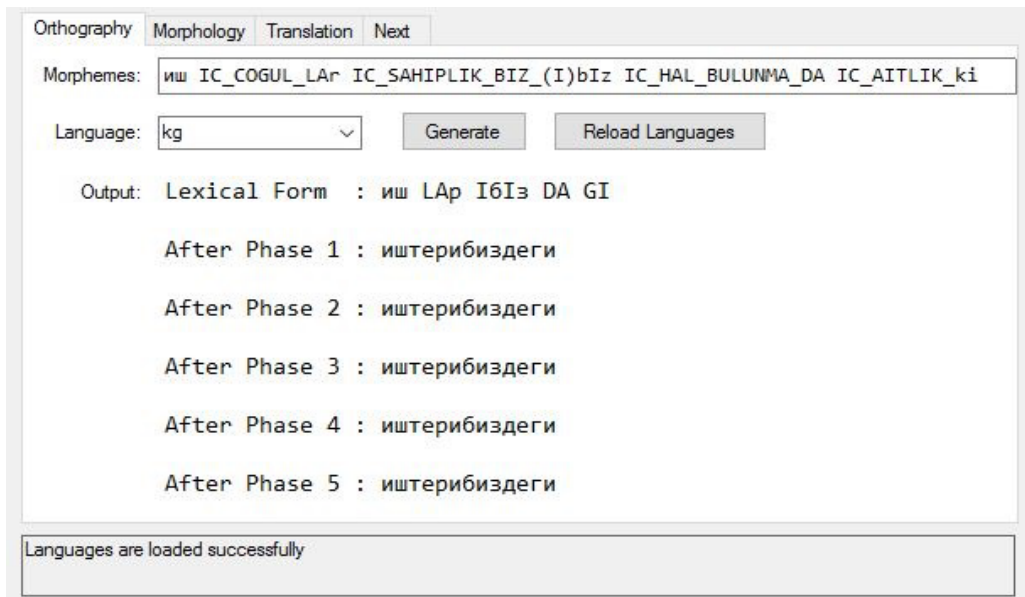 Orthography Morphology Translation Next
Morphemes: иш IC_COGUL_LAr IC_SAHIPLIK_BIZ_(I)bIz IC_HAL_BULUNMA_DA IC_AITLIK_ki
Language: kg Generate Reload Languages
Output: Lexical Form : иш LAp IбIз DA GI
After Phase 1 : иштерибиздеги
After Phase 2 : иштерибиздеги
After Phase 3 : иштерибиздеги
After Phase 4 : иштерибиздеги
After Phase 5 : иштерибиздеги
Languages are loaded successfully